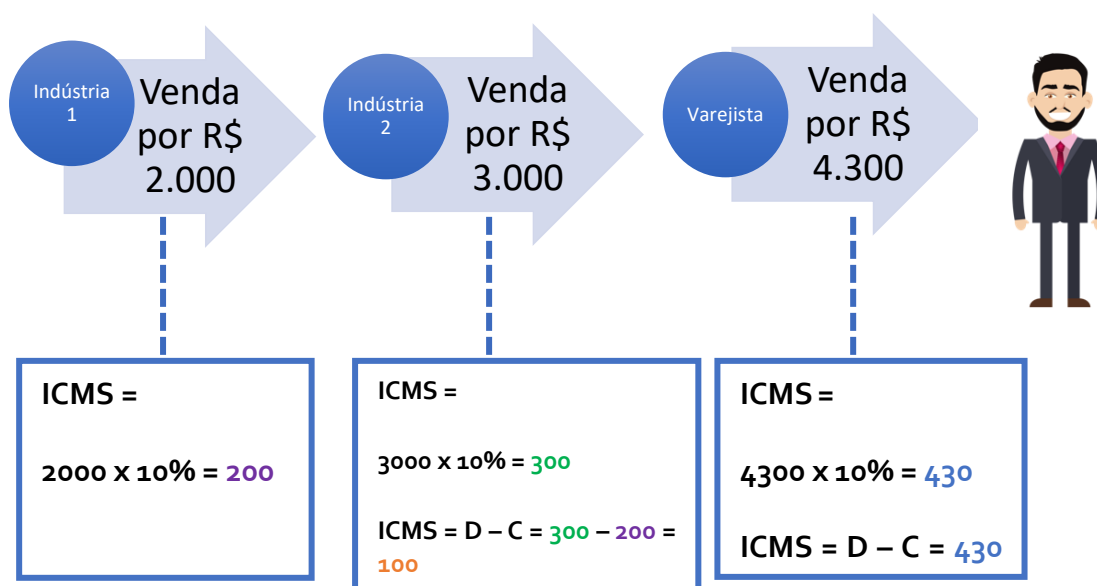 Indústria
1
Venda
por R$
2.000
Indústria
2
Venda
por R$
3.000
Varejista
Venda
por R$
4.300
ICMS =
2000 x 10% = 200
ICMS =
3000 x 10% = 300
ICMS = D – C = 300 – 200 =
100
ICMS =
4300 x 10% = 430
ICMS = D – C = 430